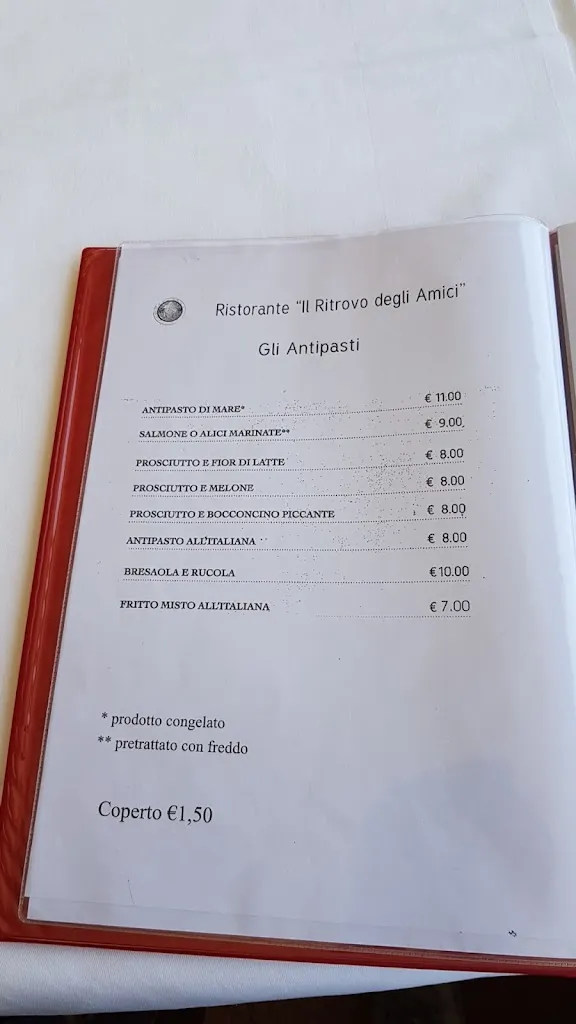 Ristorante "Il Ritrovo degli Amici"
Gli Antipasti
ANTIPASTO DI MARE* € 11.00
SALMONE O ALICI MARINATE** € 9.00
PROSCIUTTO E FIOR DI LATTE € 8.00
PROSCIUTTO E MELONE € 8.00
PROSCIUTTO E BOCCONCINO PICCANTE € 8.00
ANTIPASTO ALL'ITALIANA € 8.00
BRESAOLA E RUCOLA €10.00
FRITTO MISTO ALL'ITALIANA € 7.00
* prodotto congelato
** pretrattato con freddo
Coperto €1,50